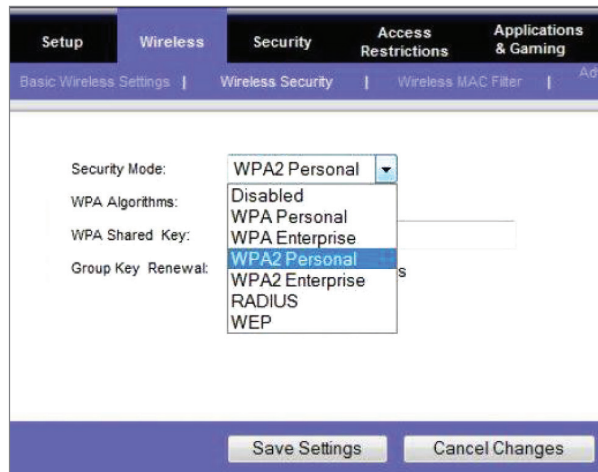 Setup Wireless Security Access Restrictions Applications & Gaming
Basic Wireless Settings | Wireless Security | Wireless MAC Filter | Ad
Security Mode: WPA2 Personal
WPA Algorithms:
WPA Shared Key:
Group Key Renewal: s
Disabled
WPA Personal
WPA Enterprise
WPA2 Personal
WPA2 Enterprise
RADIUS
WEP
Save Settings Cancel Changes